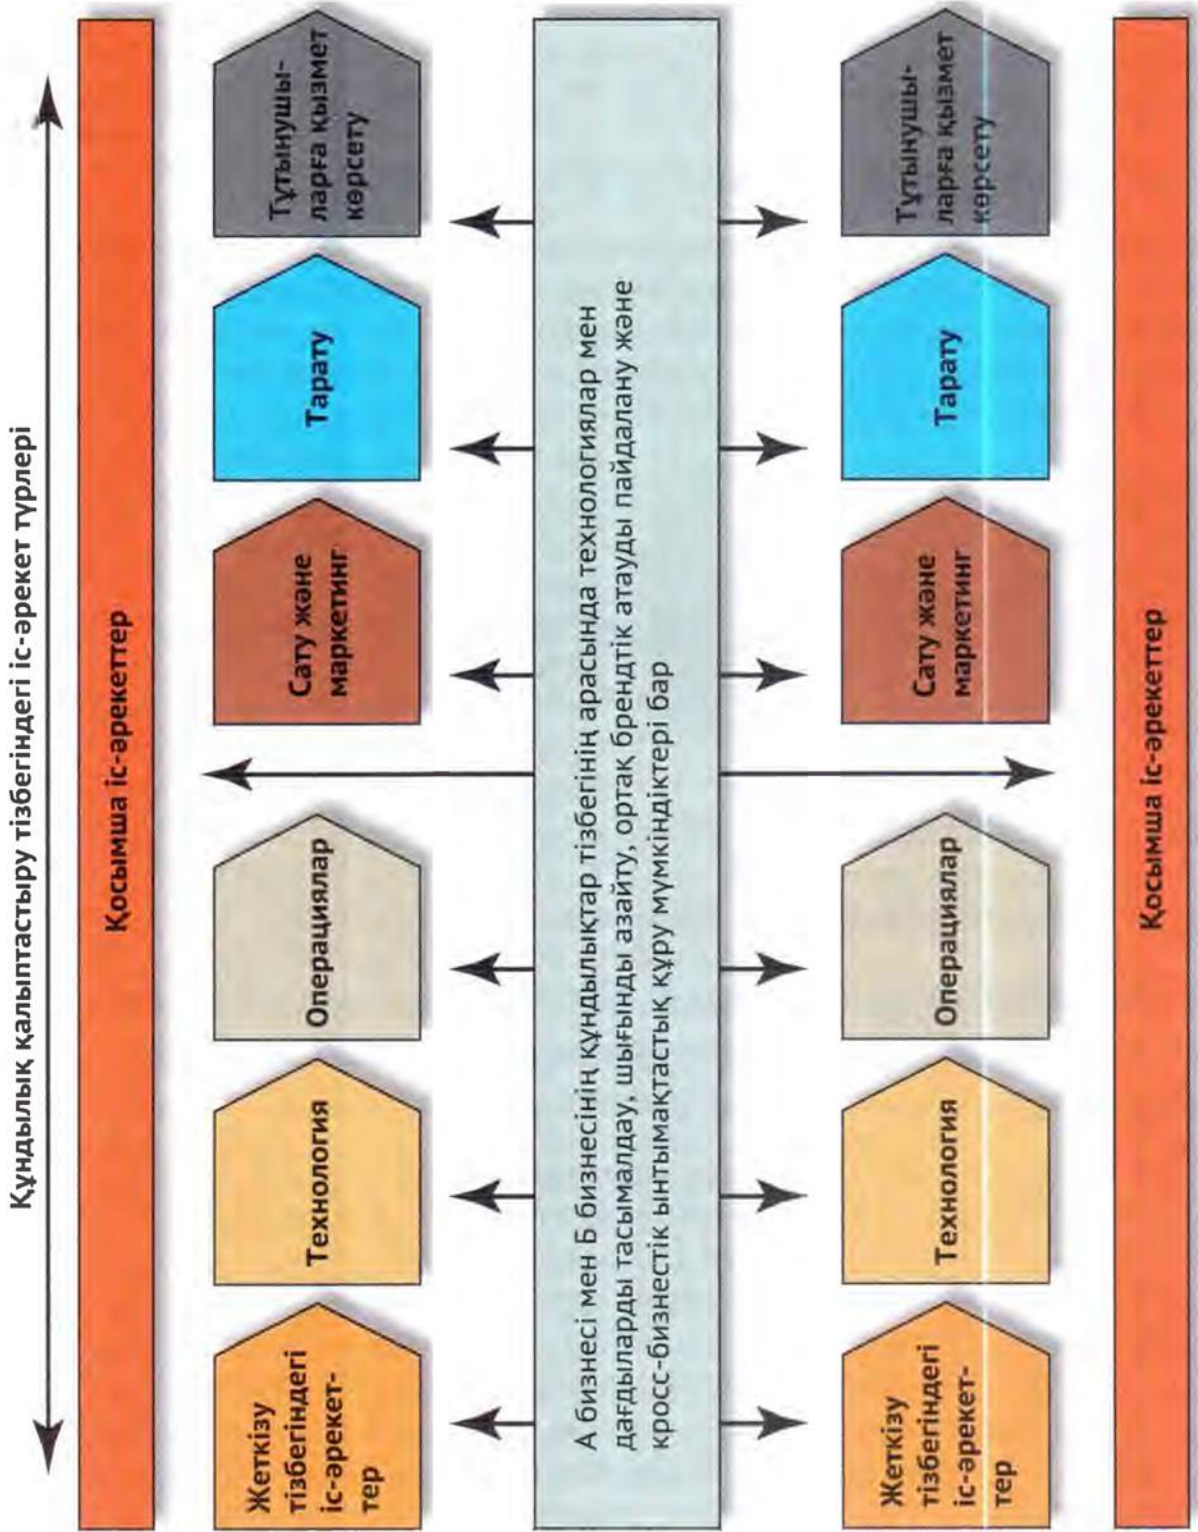 Құндылық қалыптастыру тізбегіндегі іс-әрекет түрлері
Қосымша іс-әрекеттер
Жеткізу
тізбегіндегі
іс-әрекет-
тер
Технология
Операциялар
Сату және
маркетинг
Тарату
Тұтынушы-
ларға қызмет
көрсету
А бизнесі мен Б бизнесінің құндылықтар тізбегінің арасында технологиялар мен
дағдыларды тасымалдау, шығынды азайту, ортақ брендтік атауды пайдалану және
кросс-бизнестік ынтымақтастық құру мүмкіндіктері бар
Жеткізу
тізбегіндегі
іс-әрекет-
тер
Технология
Операциялар
Сату және
маркетинг
Тарату
Тұтынушы-
ларға қызмет
көрсету
Қосымша іс-әрекеттер